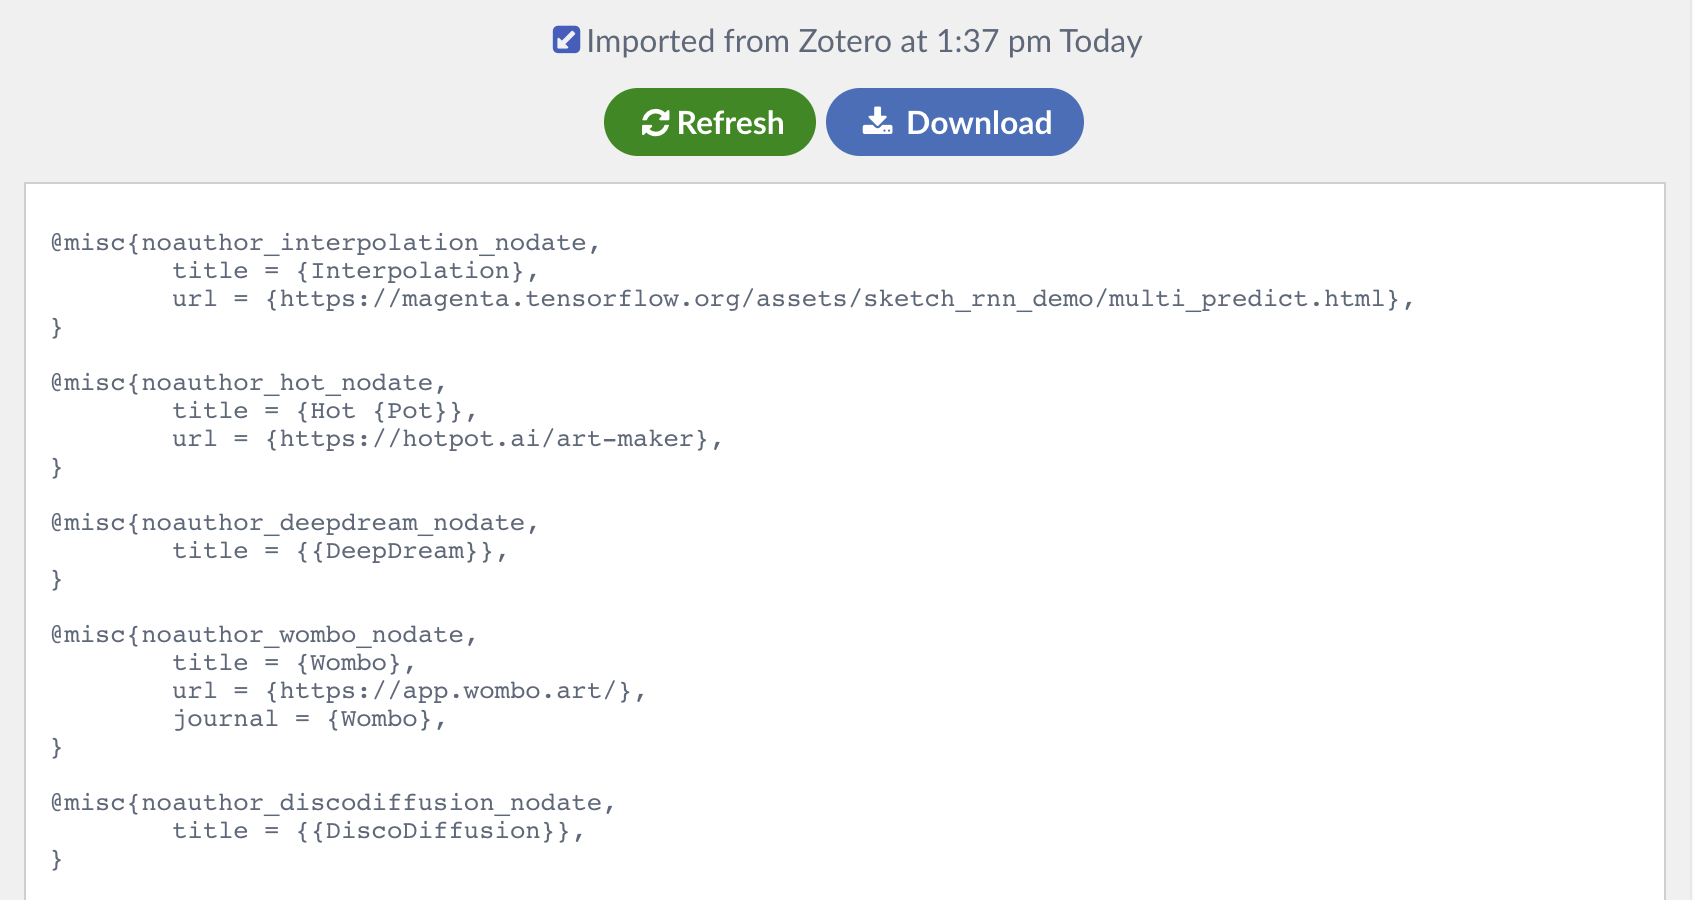 Imported from Zotero at 1:37 pm Today
Refresh
Download
@misc{noauthor_interpolation_nodate,
title = {Interpolation},
url = {https://magenta.tensorflow.org/assets/sketch_rnn_demo/multi_predict.html},
}
@misc{noauthor_hot_nodate,
title = {Hot {Pot}},
url = {https://hotpot.ai/art-maker},
}
@misc{noauthor_deepdream_nodate,
title = {{DeepDream}},
}
@misc{noauthor_wombo_nodate,
title = {Wombo},
url = {https://app.wombo.art/},
journal = {Wombo},
}
@misc{noauthor_discodiffusion_nodate,
title = {{DiscoDiffusion}},
}